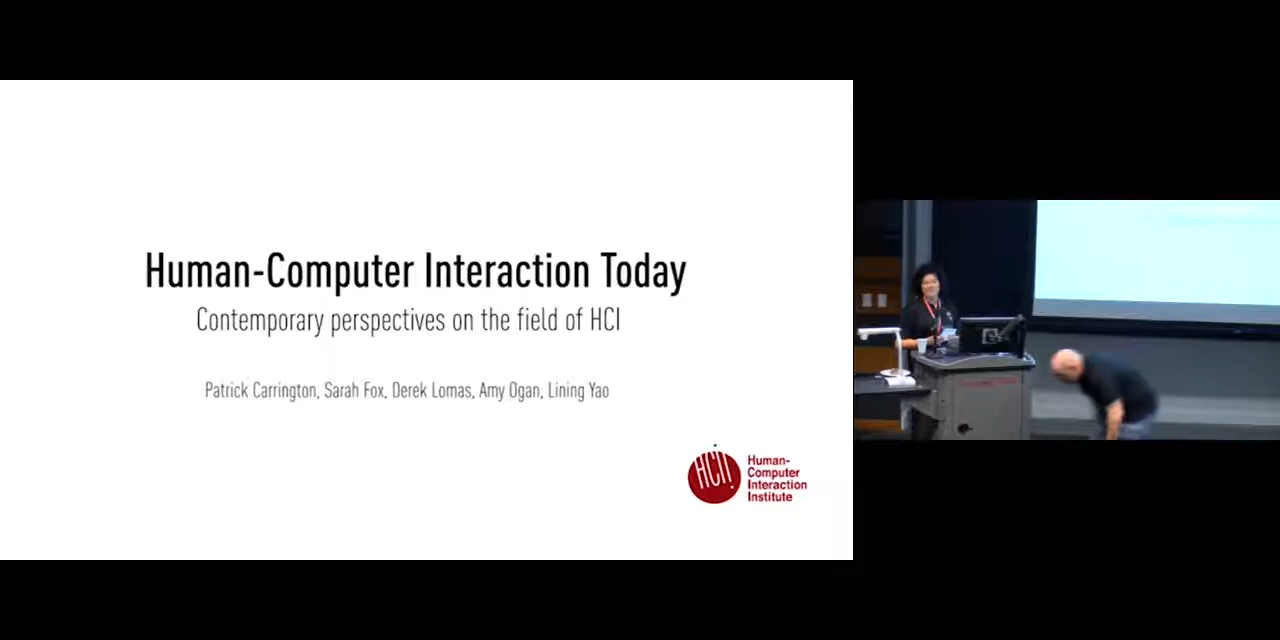 Human-Computer Interaction Today
Contemporary perspectives on the field of HCI
Patrick Carrington, Sarah Fox, Derek Lomas, Amy Ogan, Lining Yao
HCII
Human-
Computer
Interaction
Institute